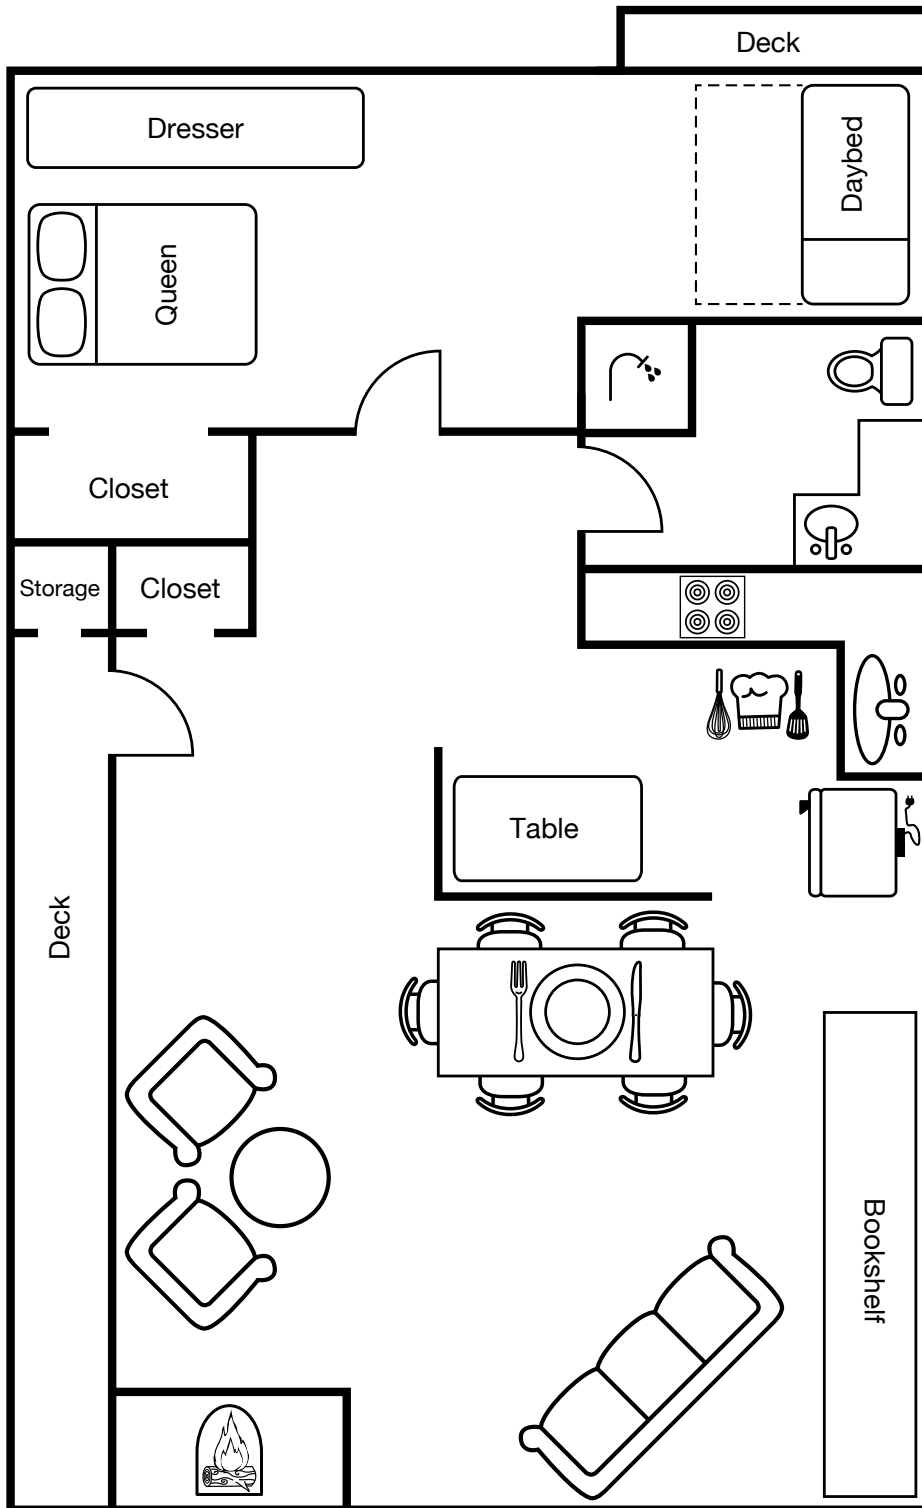 Deck
Dresser
Daybed
Queen
Closet
Storage
Closet
Table
Deck
Bookshelf